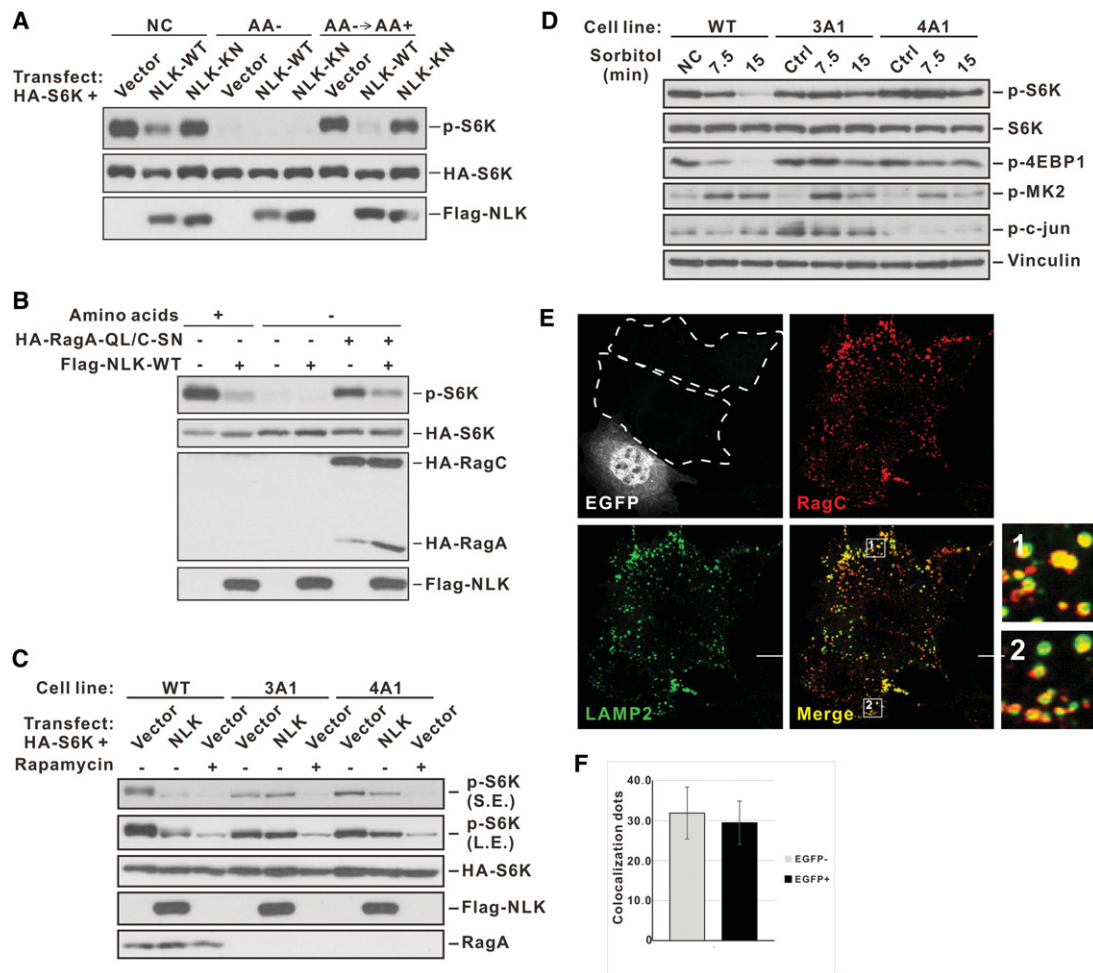 A
NC AA- AA-→AA+
Transfect: Vector NLK-WT NLK-KN Vector NLK-WT NLK-KN Vector NLK-WT NLK-KN
HA-S6K +
p-S6K
HA-S6K
Flag-NLK
B
Amino acids + -
HA-RagA-QL/C-SN - - - - + +
Flag-NLK-WT - + - + - +
p-S6K
HA-S6K
HA-RagC
HA-RagA
Flag-NLK
C
Cell line: WT 3A1 4A1
Transfect: Vector NLK Vector Vector NLK Vector Vector NLK Vector
HA-S6K +
Rapamycin - - + - - + - - +
p-S6K
(S.E.)
p-S6K
(L.E.)
HA-S6K
Flag-NLK
RagA
D
Cell line: WT 3A1 4A1
Sorbitol NC 7.5 15 Ctrl 7.5 15 Ctrl 7.5 15
(min)
p-S6K
S6K
p-4EBP1
p-MK2
p-c-jun
Vinculin
E
EGFP
RagC
LAMP2
Merge
1
2
1
2
F
Colocalization dots
40.0
30.0
20.0
10.0
0
EGFP-
EGFP+